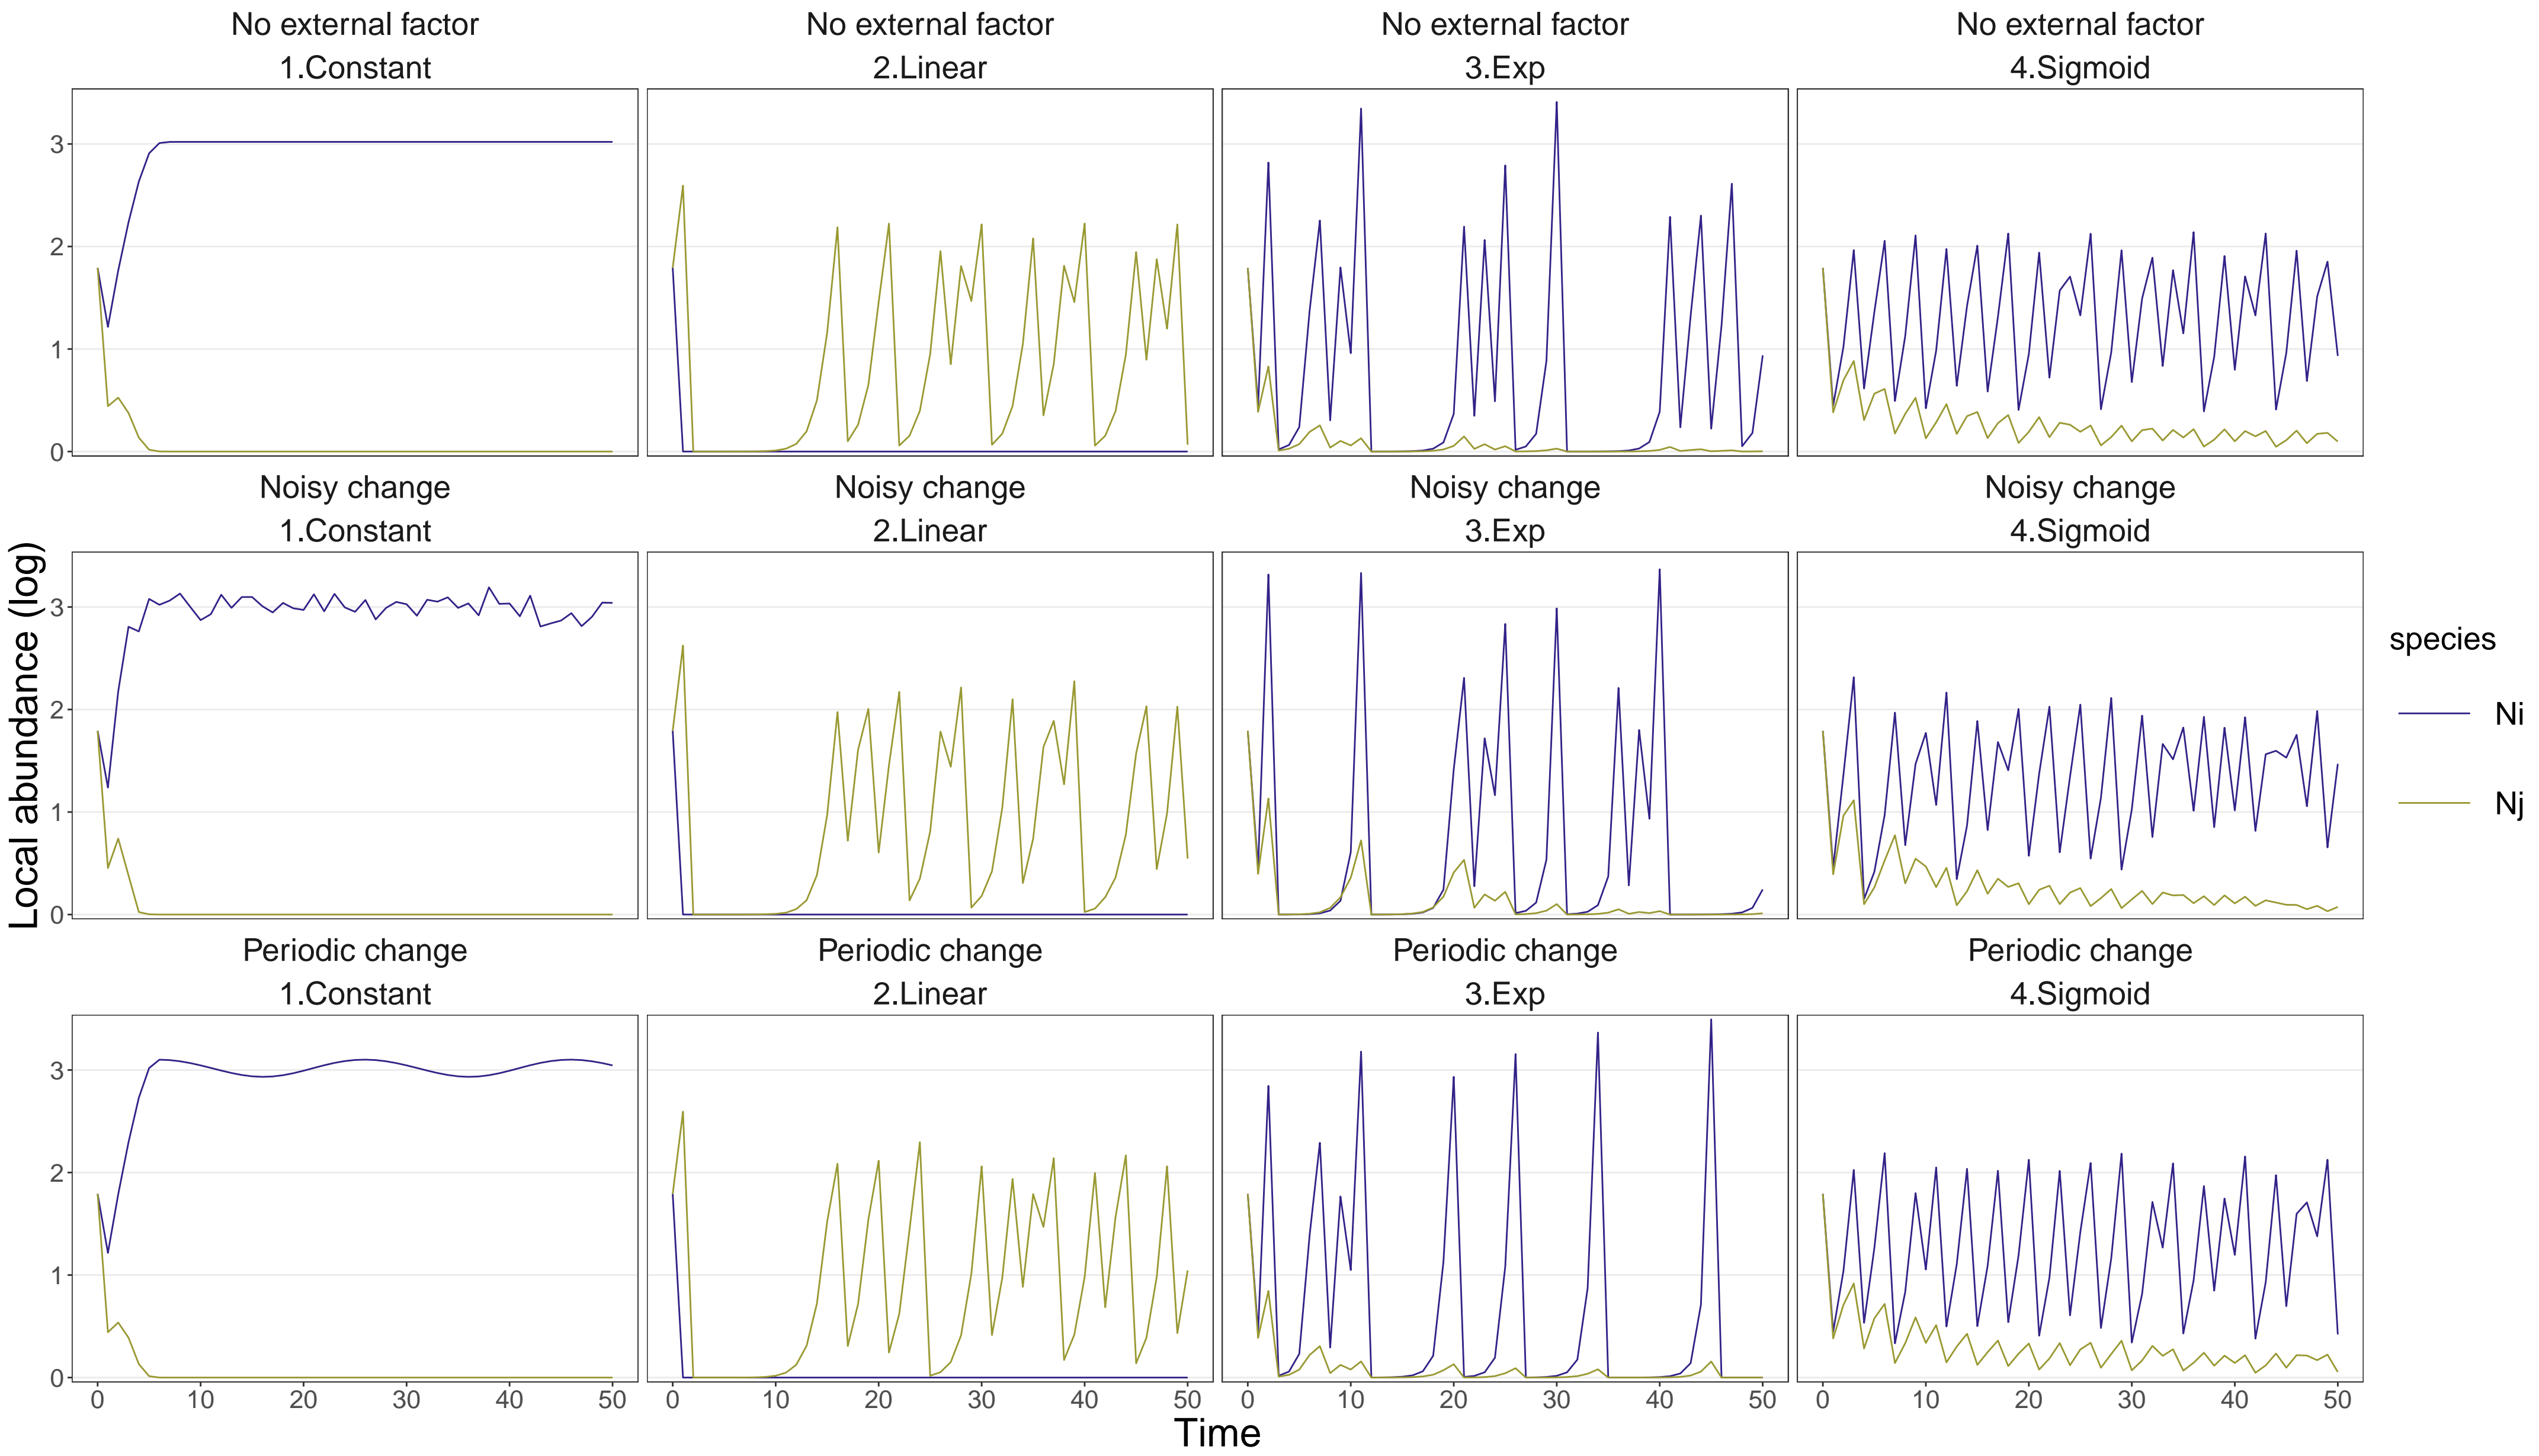 No external factor
No external factor
No external factor
No external factor
1.Constant
2.Linear
3.Exp
4.Sigmoid
3
2
1
0
Noisy change
Noisy change
Noisy change
Noisy change
1.Constant
2.Linear
3.Exp
4.Sigmoid
3
2
1
0
Periodic change
Periodic change
Periodic change
Periodic change
1.Constant
2.Linear
3.Exp
4.Sigmoid
3
2
1
0
0 10 20 30 40 50
0 10 20 30 40 50
0 10 20 30 40 50
0 10 20 30 40 50
Time
Local abundance (log)
species
Ni
Nj